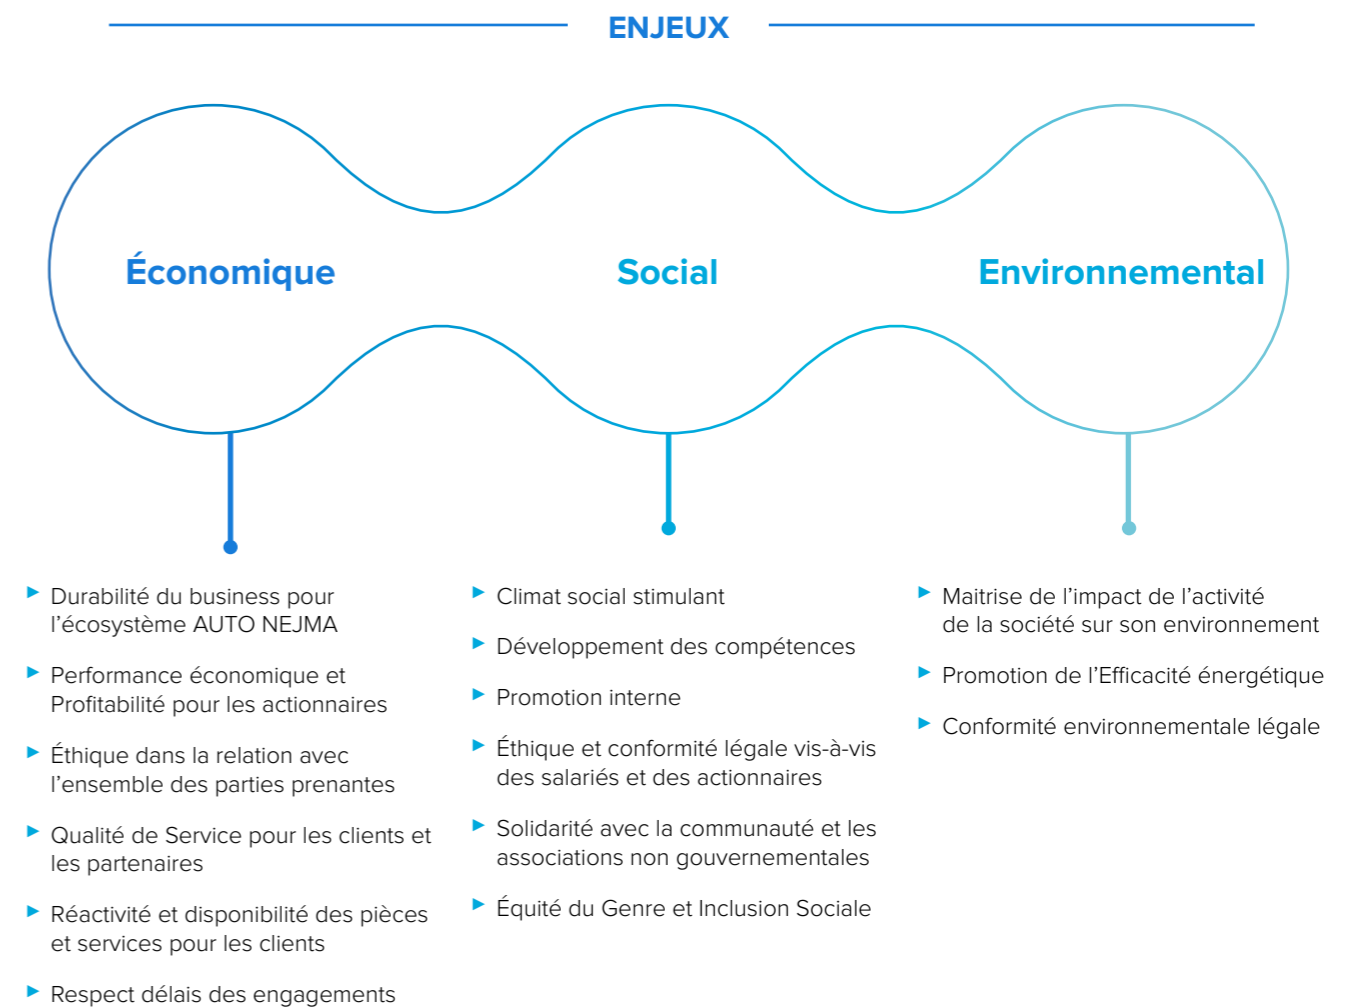 ENJEUX
Économique
Social
Environnemental
Durabilité du business pour
l'écosystème AUTO NEJMA
Performance économique et
Profitabilité pour les actionnaires
Éthique dans la relation avec
l'ensemble des parties prenantes
Qualité de Service pour les clients et
les partenaires
Réactivité et disponibilité des pièces
et services pour les clients
Respect délais des engagements
Climat social stimulant
Développement des compétences
Promotion interne
Éthique et conformité légale vis-à-vis
des salariés et des actionnaires
Solidarité avec la communauté et les
associations non gouvernementales
Équité du Genre et Inclusion Sociale
Maitrise de l'impact de l'activité
de la société sur son environnement
Promotion de l'Efficacité énergétique
Conformité environnementale légale